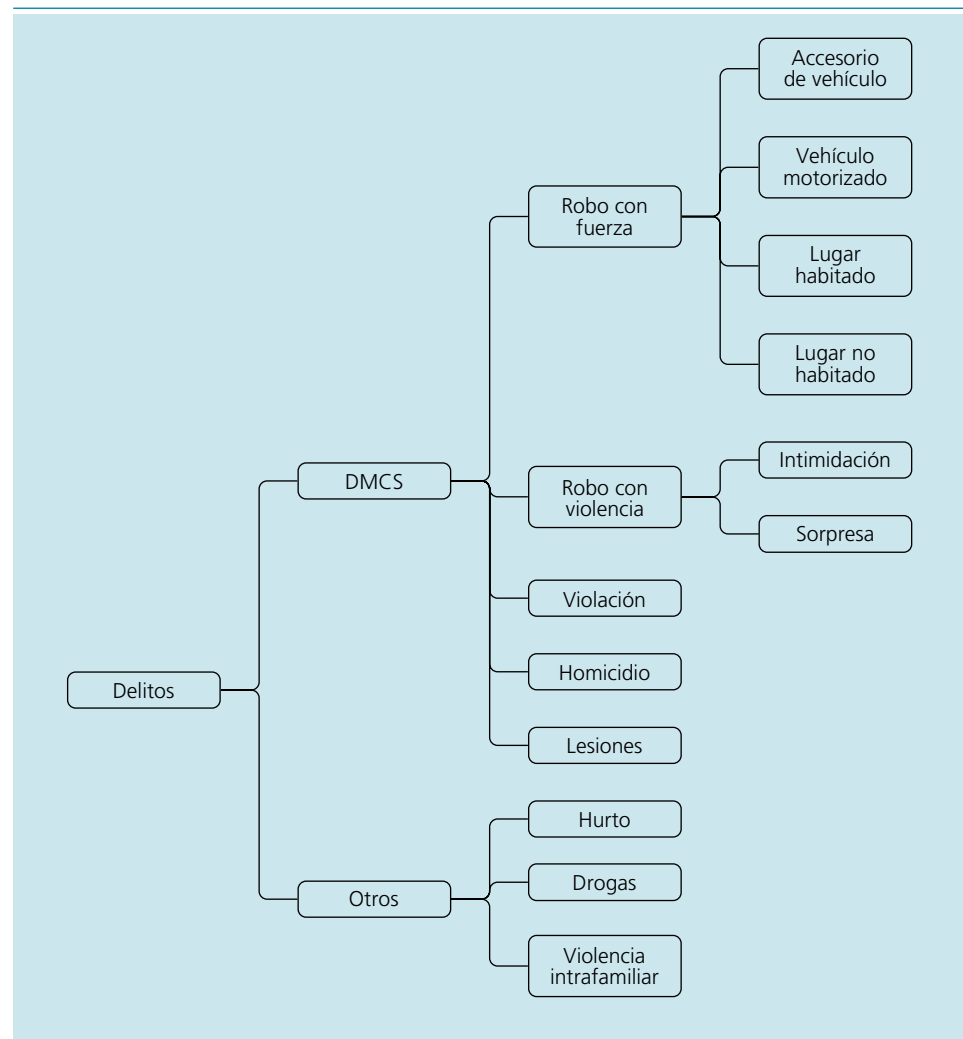 Accesorio
de vehículo
Vehículo
motorizado
Robo con
fuerza
Lugar
habitado
Lugar no
habitado
Intimidación
DMCS
Robo con
violencia
Sorpresa
Violación
Homicidio
Delitos
Lesiones
Hurto
Drogas
Otros
Violencia
intrafamiliar